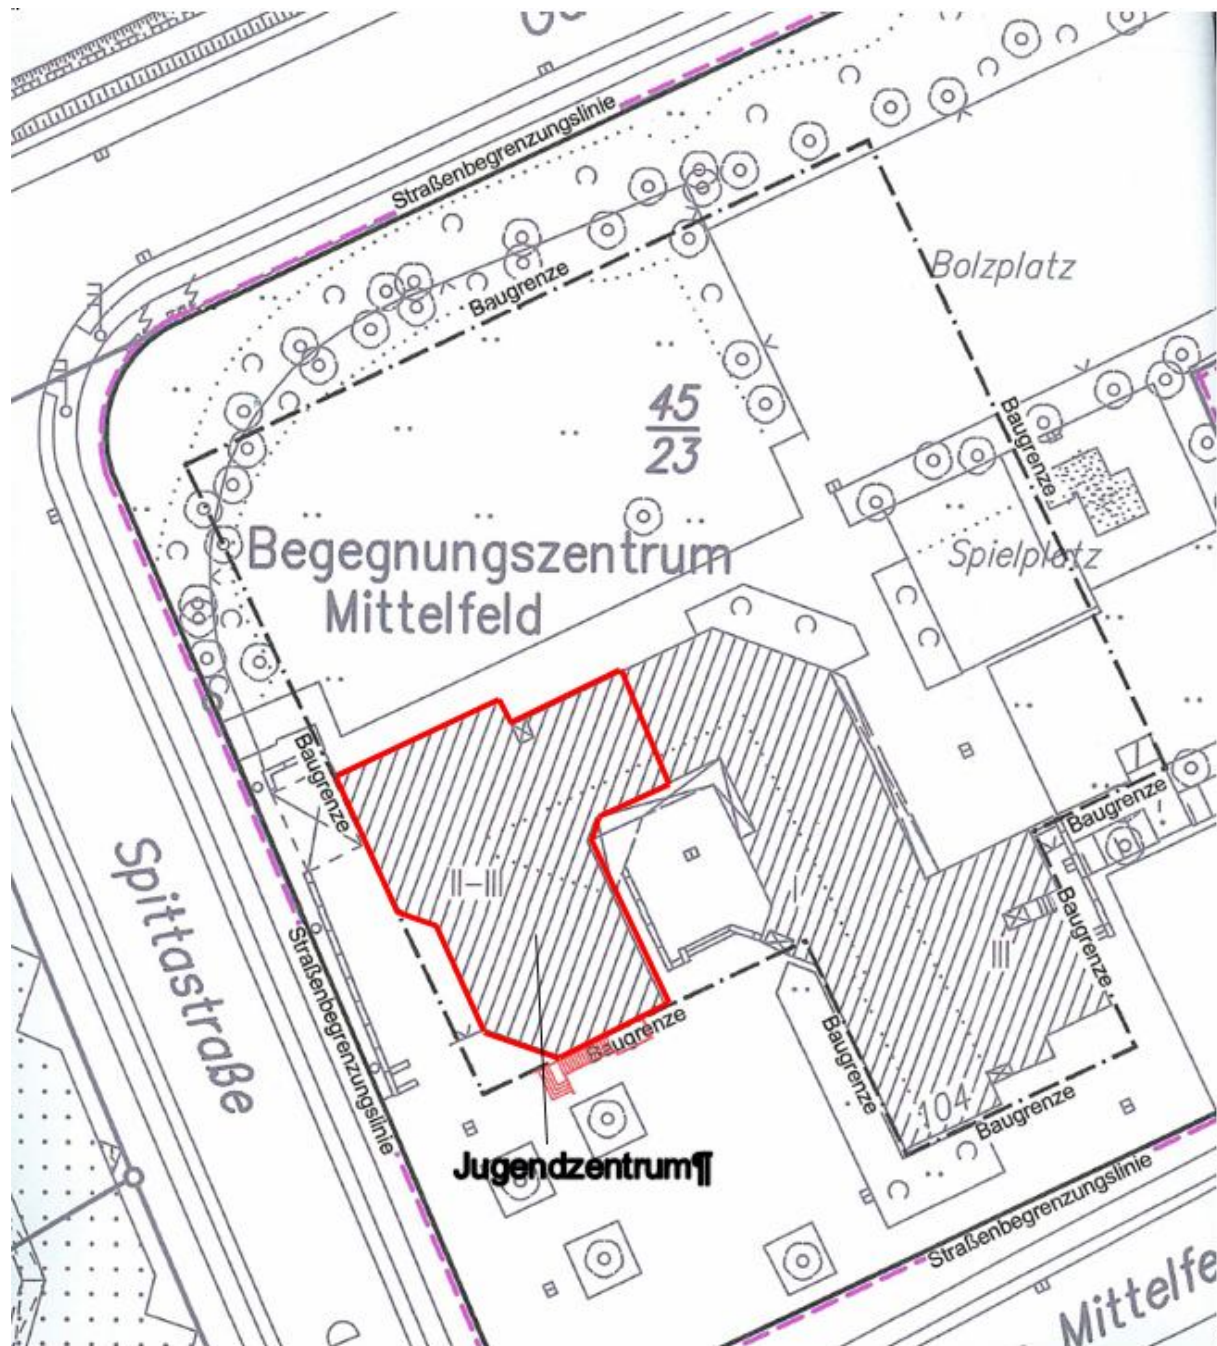 Straßenbegrenzungslinie
Baugrenze
Bolzplatz
45
23
Baugrenze
Begegnungszentrum
Mittelfeld
Spielplatz
Baugrenze
Baugrenze
b
II-III
I
III
Baugrenze
Spittastraße
Straßenbegrenzungslinie
Baugrenze
Baugrenze
104
Baugrenze
Jugendzentrum¶
Straßenbegrenzungslinie
Mittelfe